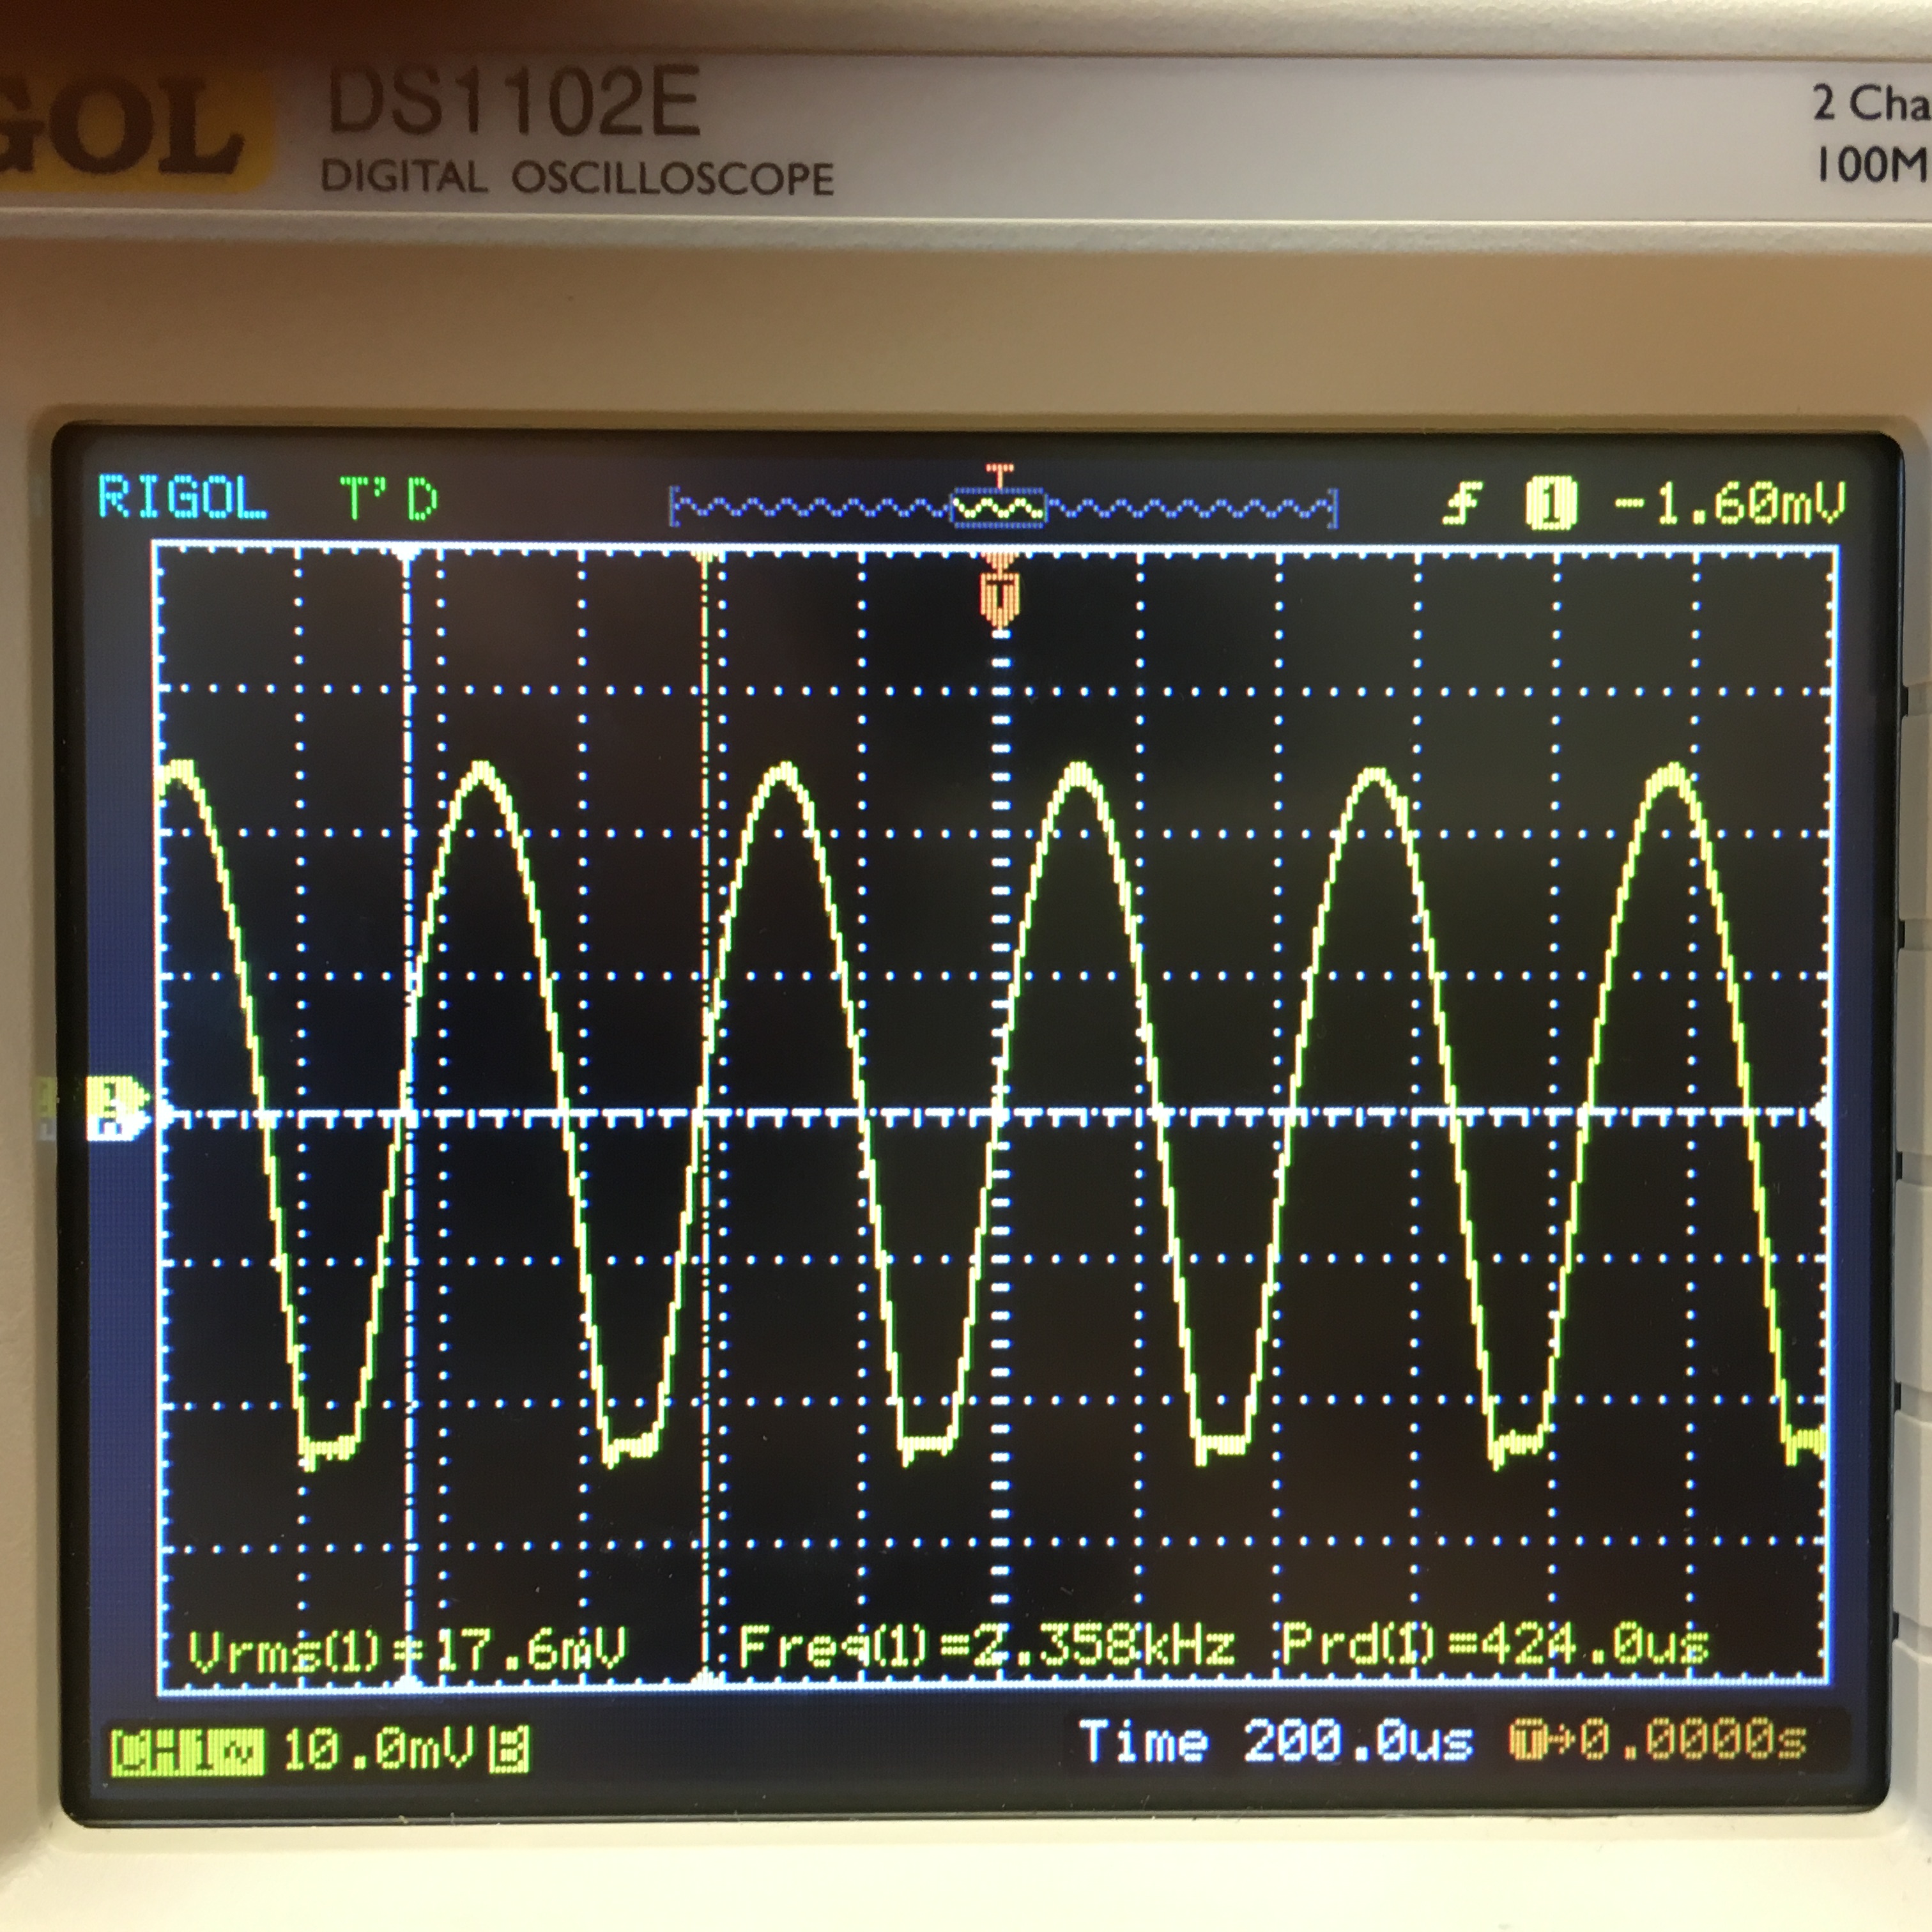 GOL DS1102E 2 Cha
DIGITAL OSCILLOSCOPE 100M
RIGOL T'D T 1 -1.60mV
T
Vrms(1)=17.6mV Freq(1)=2.358kHz Prd(1)=424.0us
CH1~ 10.0mV B Time 200.0us T→0.0000s